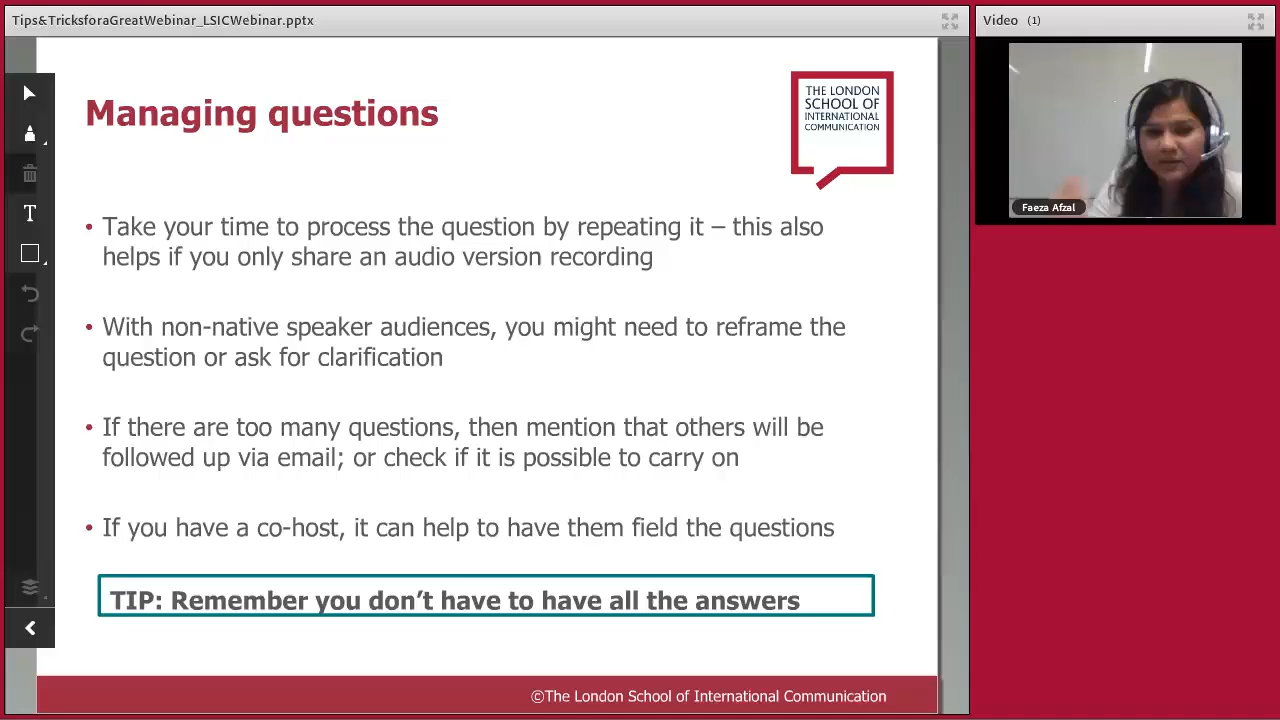 Tips&TricksforaGreatWebinar_LSICWebinar.pptx
Video (1)
Managing questions
THE LONDON
SCHOOL OF
INTERNATIONAL
COMMUNICATION
Faeza Afzal
• Take your time to process the question by repeating it – this also
helps if you only share an audio version recording
• With non-native speaker audiences, you might need to reframe the
question or ask for clarification
• If there are too many questions, then mention that others will be
followed up via email; or check if it is possible to carry on
• If you have a co-host, it can help to have them field the questions
TIP: Remember you don’t have to have all the answers
©The London School of International Communication